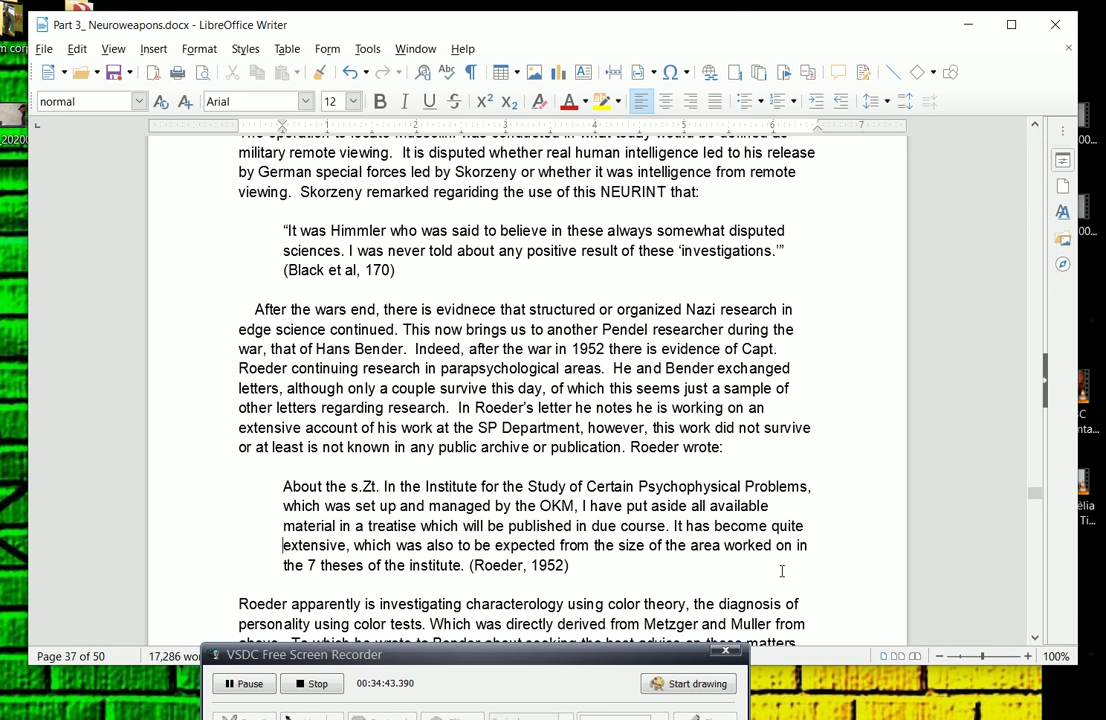 Part 3_ Neuroweapons.docx - LibreOffice Writer
File Edit View Insert Format Styles Table Form Tools Window Help
normal Arial 12
1 2 3 4 5 6 7
military remote viewing.  It is disputed whether real human intelligence led to his release
by German special forces led by Skorzeny or whether it was intelligence from remote
viewing.  Skorzeny remarked regariding the use of this NEURINT that:
“It was Himmler who was said to believe in these always somewhat disputed
sciences. I was never told about any positive result of these ‘investigations.’”
(Black et al, 170)
After the wars end, there is evidnece that structured or organized Nazi research in
edge science continued. This now brings us to another Pendel researcher during the
war, that of Hans Bender.  Indeed, after the war in 1952 there is evidence of Capt.
Roeder continuing research in parapsychological areas.  He and Bender exchanged
letters, although only a couple survive this day, of which this seems just a sample of
other letters regarding research.  In Roeder’s letter he notes he is working on an
extensive account of his work at the SP Department, however, this work did not survive
or at least is not known in any public archive or publication. Roeder wrote:
About the s.Zt. In the Institute for the Study of Certain Psychophysical Problems,
which was set up and managed by the OKM, I have put aside all available
material in a treatise which will be published in due course. It has become quite
extensive, which was also to be expected from the size of the area worked on in
the 7 theses of the institute. (Roeder, 1952)
Roeder apparently is investigating characterology using color theory, the diagnosis of
personality using color tests. Which was directly derived from Metzger and Muller from
Page 37 of 50 17,286 100%
VSDC Free Screen Recorder
Pause Stop 00:34:43.390 Start drawing